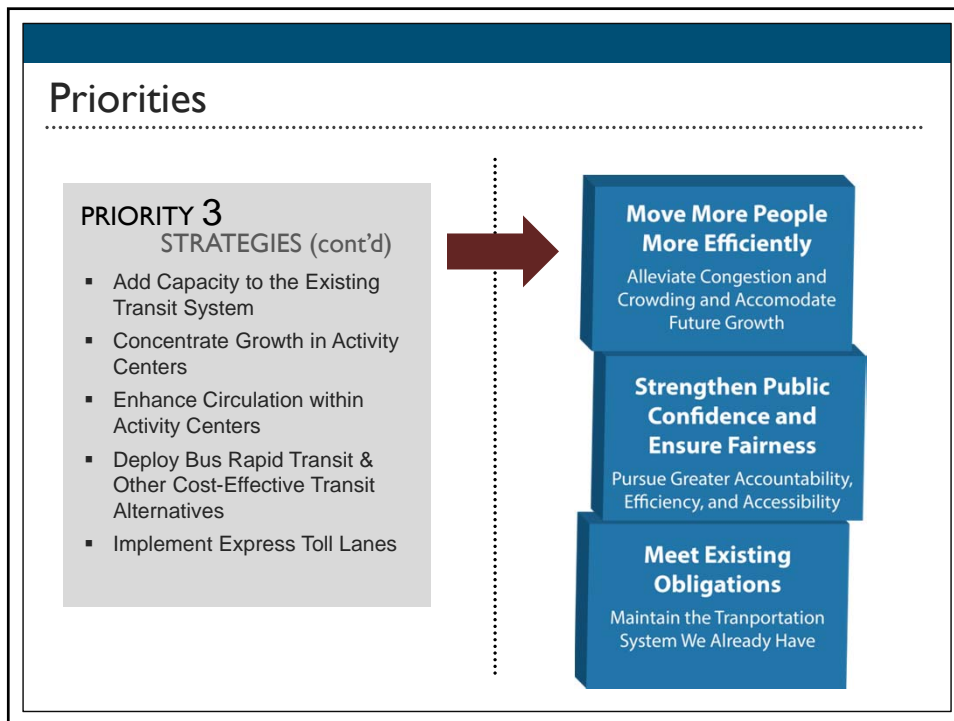 Priorities
PRIORITY 3
STRATEGIES (cont'd)
▪ Add Capacity to the Existing
Transit System
▪ Concentrate Growth in Activity
Centers
▪ Enhance Circulation within
Activity Centers
▪ Deploy Bus Rapid Transit &
Other Cost-Effective Transit
Alternatives
▪ Implement Express Toll Lanes
Move More People
More Efficiently
Alleviate Congestion and
Crowding and Accomodate
Future Growth
Strengthen Public
Confidence and
Ensure Fairness
Pursue Greater Accountability,
Efficiency, and Accessibility
Meet Existing
Obligations
Maintain the Tranportation
System We Already Have